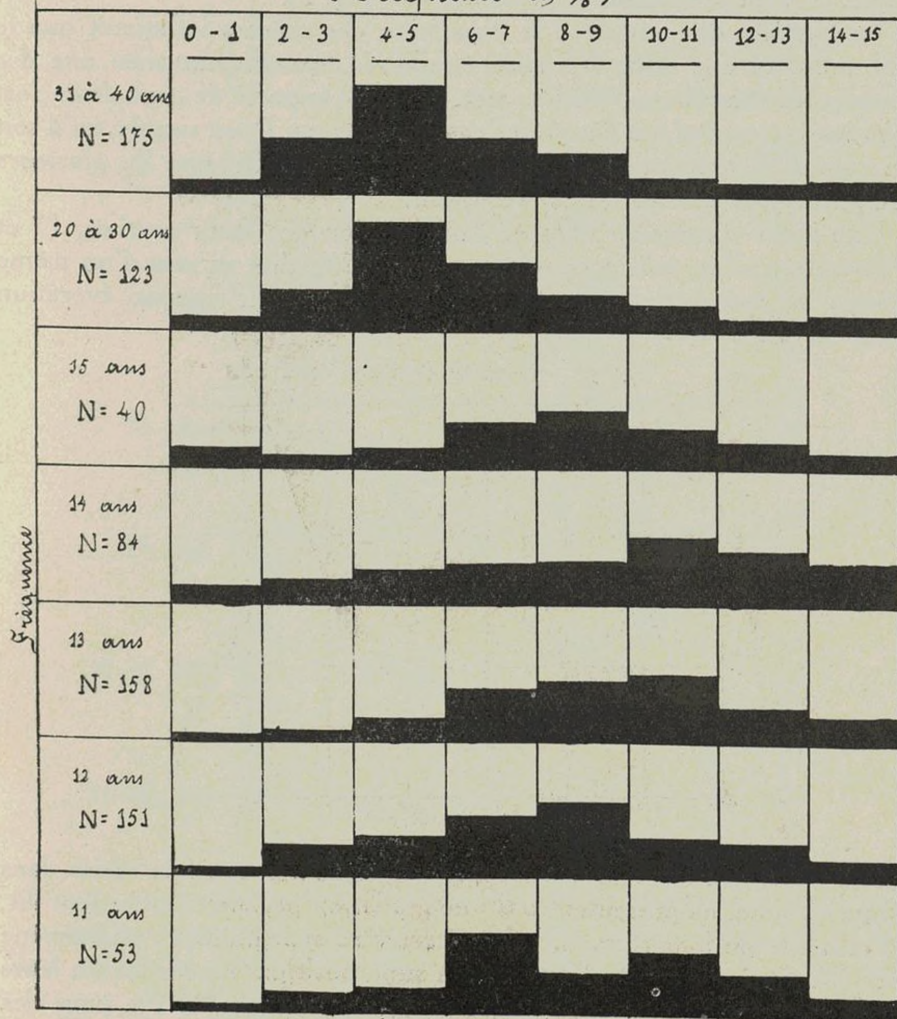 0 - 1 2 - 3 4-5 6 - 7 8 - 9 10-11 12-13 14-15
31 à 40 ans
N = 175
20 à 30 ans
N = 123
15 ans
N = 40
14 ans
N = 84
Fréquence
13 ans
N = 158
12 ans
N = 151
11 ans
N = 53